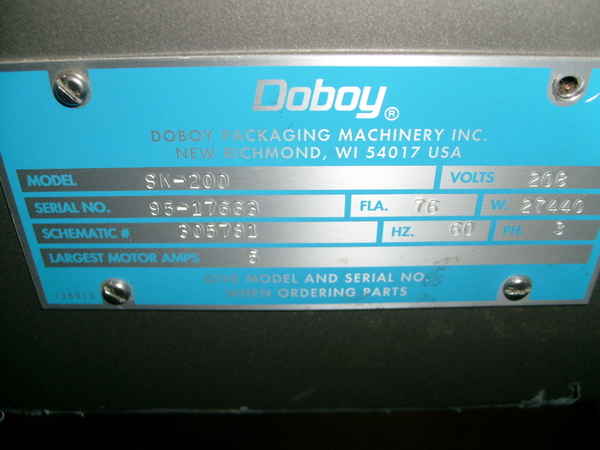 Doboy®
DOBOY PACKAGING MACHINERY INC.
NEW RICHMOND, WI 54017 USA
MODEL SN-200 VOLTS 208
SERIAL NO. 95-17663 FLA. 76 W. 27440
SCHEMATIC # 305781 HZ. 60 PH. 3
LARGEST MOTOR AMPS 5
GIVE MODEL AND SERIAL NO.
WHEN ORDERING PARTS
138915